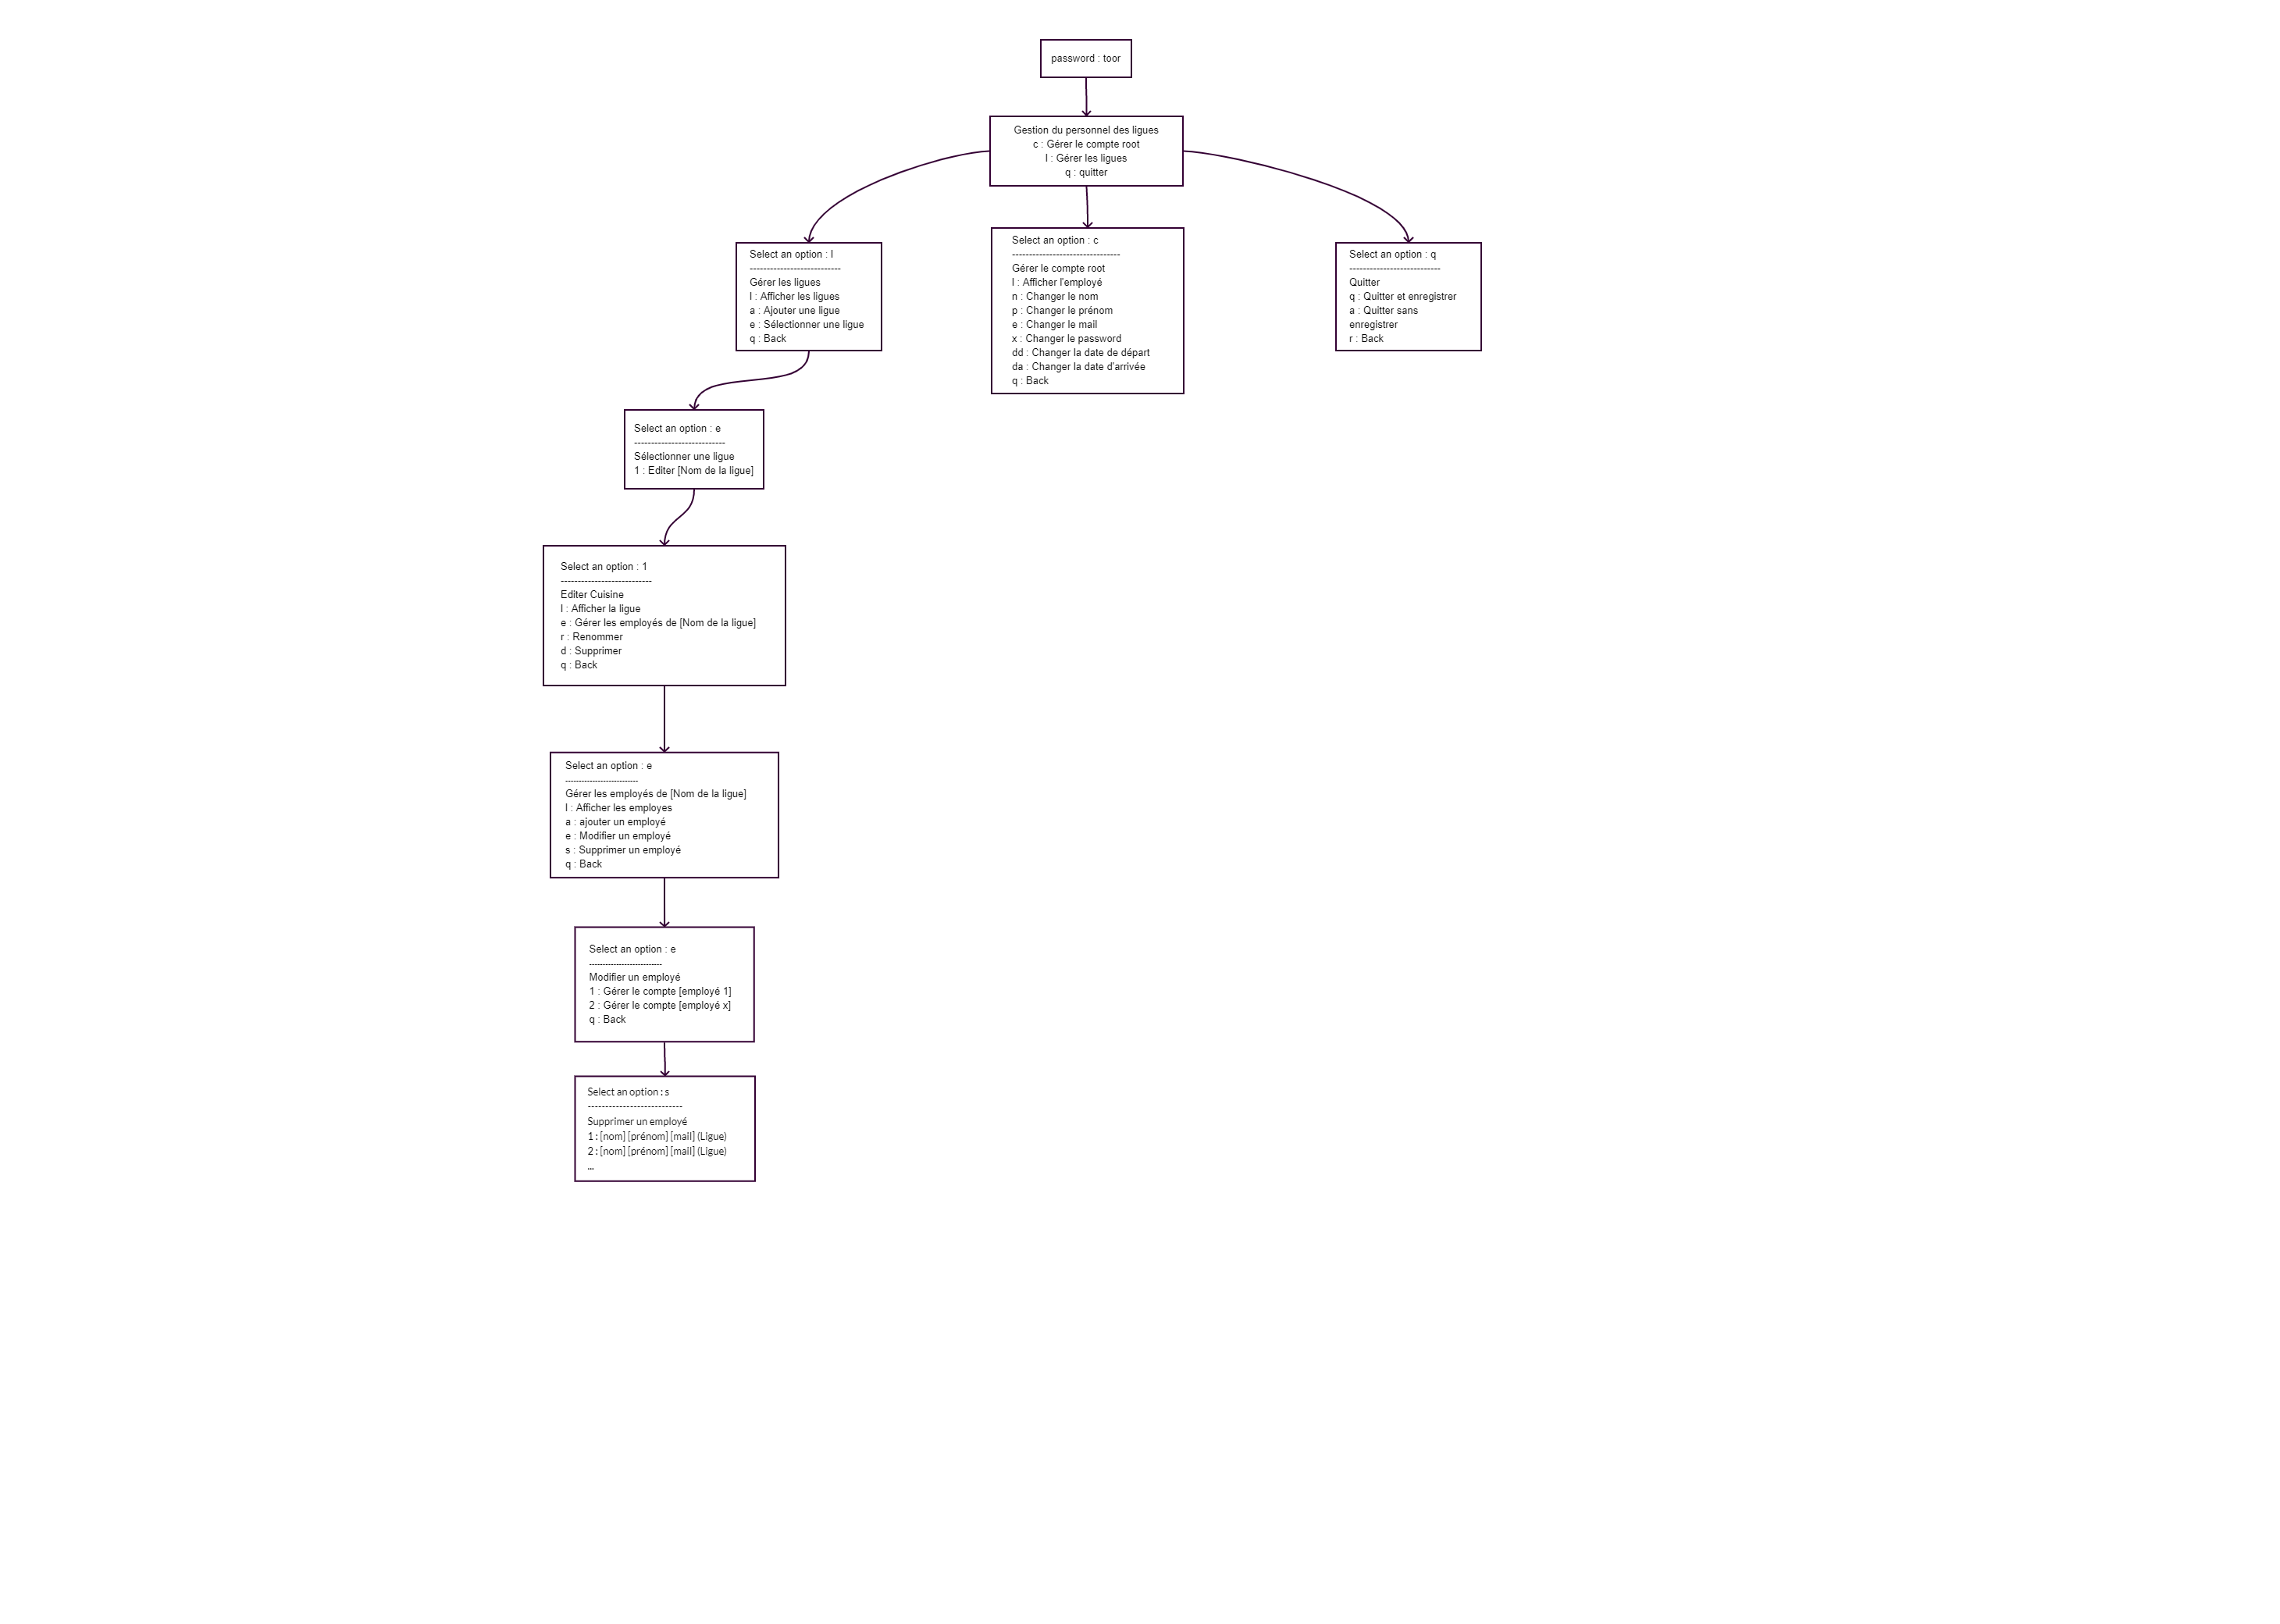 password : toor
Gestion du personnel des ligues
c : Gérer le compte root
l : Gérer les ligues
q : quitter
Select an option : l
---------------------------
Gérer les ligues
l : Afficher les ligues
a : Ajouter une ligue
e : Sélectionner une ligue
q : Back
Select an option : c
--------------------------------
Gérer le compte root
l : Afficher l'employé
n : Changer le nom
p : Changer le prénom
e : Changer le mail
x : Changer le password
dd : Changer la date de départ
da : Changer la date d'arrivée
q : Back
Select an option : q
---------------------------
Quitter
q : Quitter et enregistrer
a : Quitter sans
enregistrer
r : Back
Select an option : e
---------------------------
Sélectionner une ligue
1 : Editer [Nom de la ligue]
Select an option : 1
---------------------------
Editer Cuisine
l : Afficher la ligue
e : Gérer les employés de [Nom de la ligue]
r : Renommer
d : Supprimer
q : Back
Select an option : e
---------------------------
Gérer les employés de [Nom de la ligue]
l : Afficher les employes
a : ajouter un employé
e : Modifier un employé
s : Supprimer un employé
q : Back
Select an option : e
---------------------------
Modifier un employé
1 : Gérer le compte [employé 1]
2 : Gérer le compte [employé x]
q : Back
Select an option : s
---------------------------
Supprimer un employé
1 : [nom] [prénom] [mail] (Ligue)
2 : [nom] [prénom] [mail] (Ligue)
...